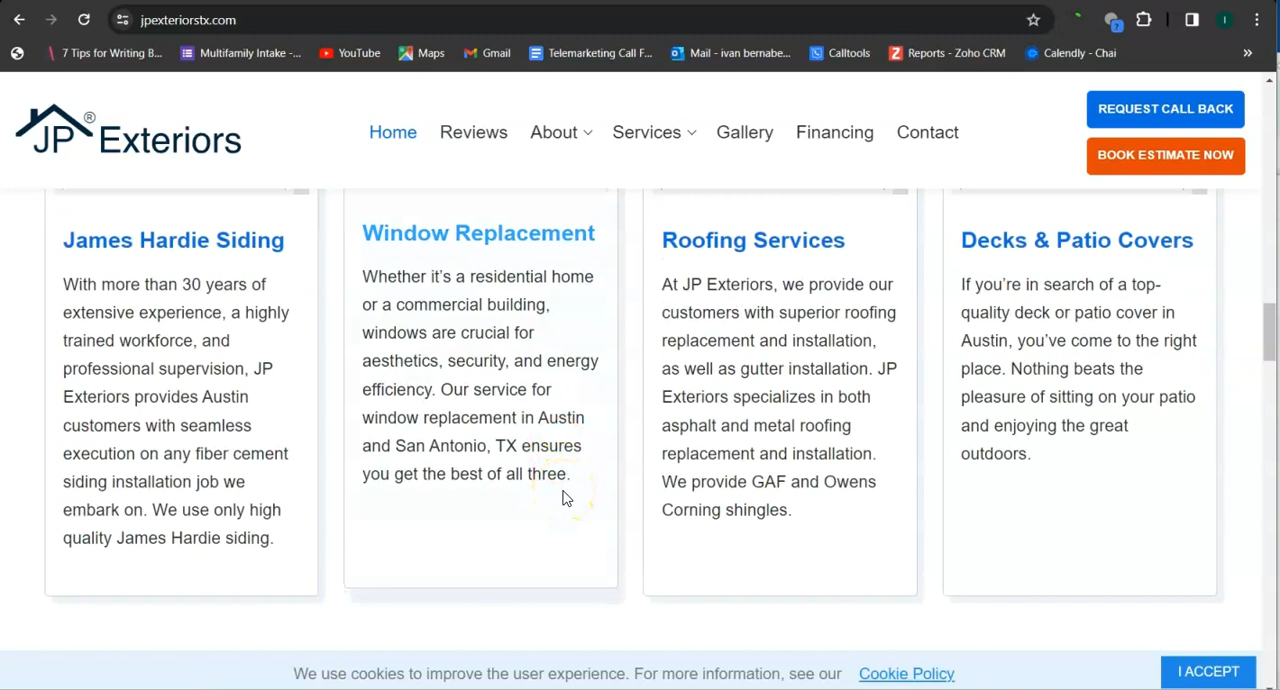 jpexteriorstx.com
7 Tips for Writing B...
Multifamily Intake -...
YouTube
Maps
Gmail
Telemarketing Call F...
Mail - ivan bernabe...
Calltools
Reports - Zoho CRM
Calendly - Chai
»
JP Exteriors ®
Home
Reviews
About
Services
Gallery
Financing
Contact
REQUEST CALL BACK
BOOK ESTIMATE NOW
James Hardie Siding
With more than 30 years of
extensive experience, a highly
trained workforce, and
professional supervision, JP
Exteriors provides Austin
customers with seamless
execution on any fiber cement
siding installation job we
embark on. We use only high
quality James Hardie siding.
Window Replacement
Whether it’s a residential home
or a commercial building,
windows are crucial for
aesthetics, security, and energy
efficiency. Our service for
window replacement in Austin
and San Antonio, TX ensures
you get the best of all three.
Roofing Services
At JP Exteriors, we provide our
customers with superior roofing
replacement and installation,
as well as gutter installation. JP
Exteriors specializes in both
asphalt and metal roofing
replacement and installation.
We provide GAF and Owens
Corning shingles.
Decks & Patio Covers
If you’re in search of a top-
quality deck or patio cover in
Austin, you’ve come to the right
place. Nothing beats the
pleasure of sitting on your patio
and enjoying the great
outdoors.
We use cookies to improve the user experience. For more information, see our Cookie Policy
I ACCEPT